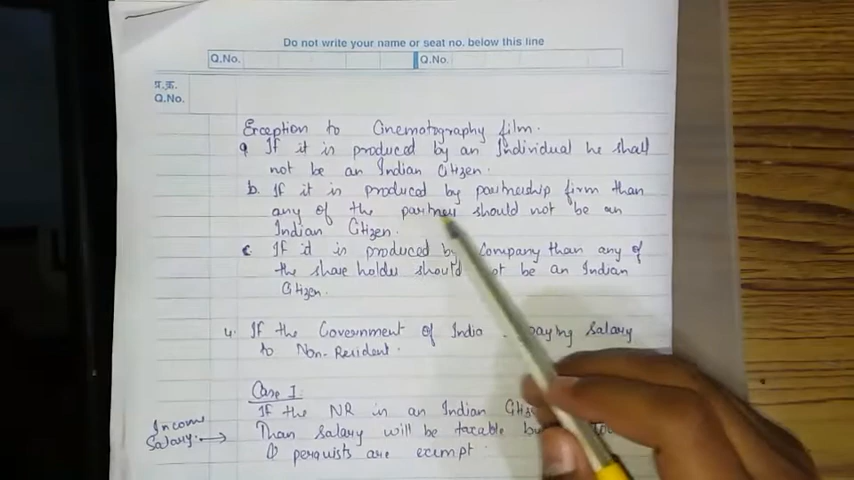 Do not write your name or seat no. below this line
Q.No.
Q.No.
प्र.क्र.
Q.No.
Exception to Cinematography film.
a If it is produced by an Individual he shall
not be an Indian Citizen.
b. If it is produced by partnership firm than
any of the partner should not be an
Indian Citizen.
c If it is produced by Company than any of
the share holder should not be an Indian
Citizen.
4. If the Government of India paying Salary
to Non-Resident.
Case I
If the NR is an Indian
Income
Salary.
Than salary will be taxable
& perquists are exempt